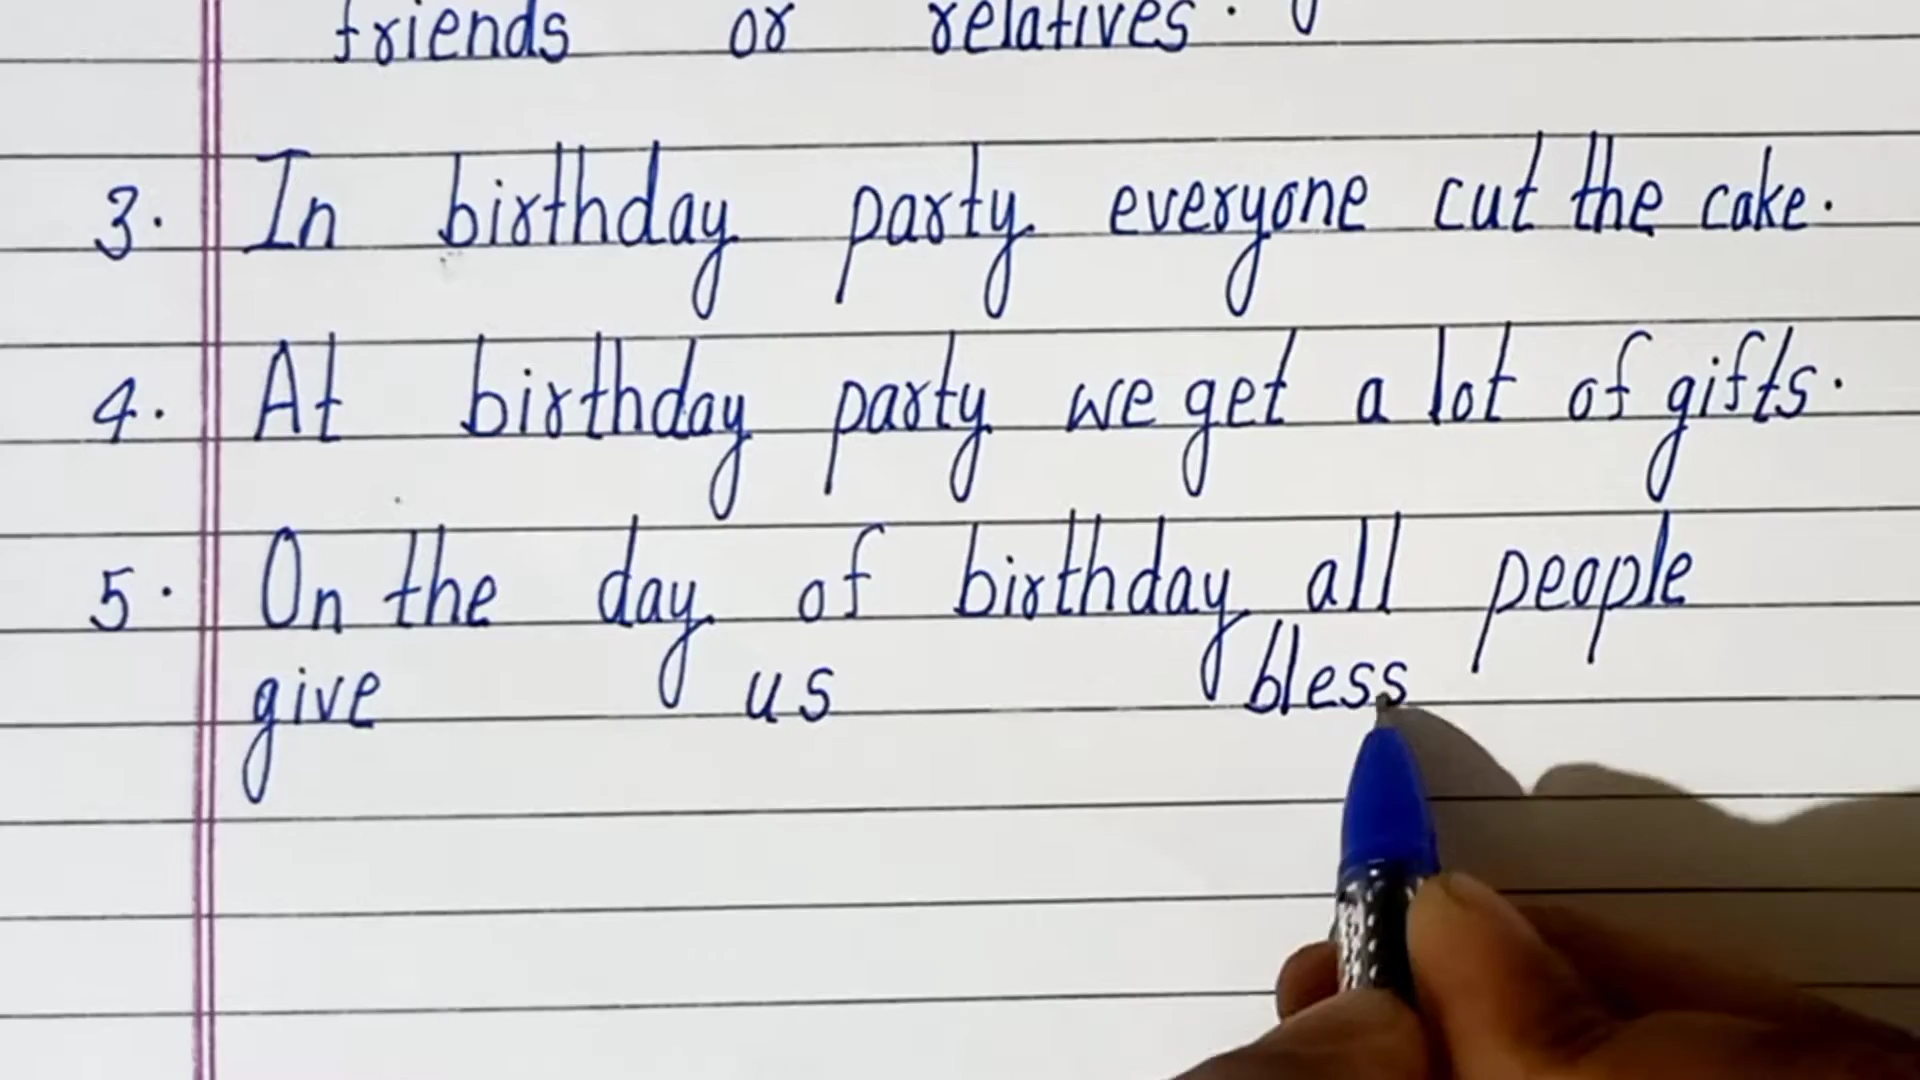 friends or relatives.
3. In birthday party everyone cut the cake.
4. At birthday party we get a lot of gifts.
5. On the day of birthday all people
give us bless